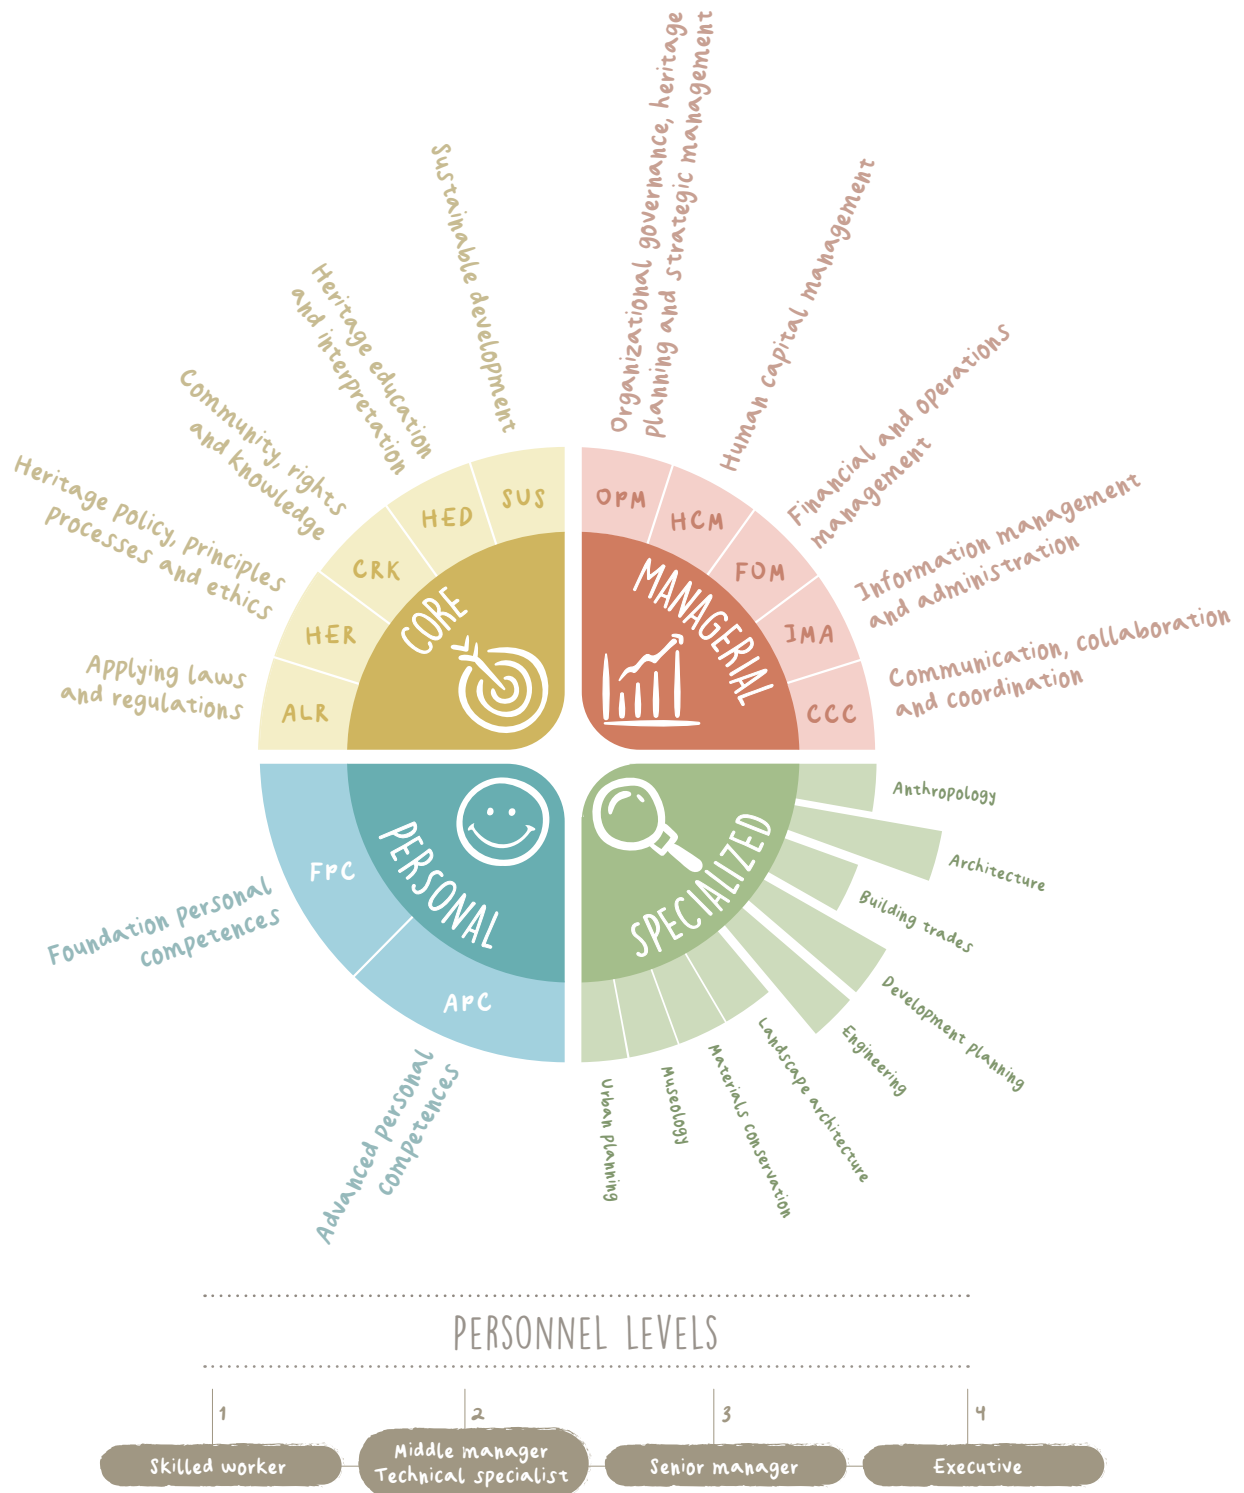 Organizational governance, heritage
planning and strategic management
Human capital management
Financial and operations
management
Information management
and administration
Communication, collaboration
and coordination
Sustainable development
Heritage education
and interpretation
Community, rights
and knowledge
Heritage policy, principles
processes and ethics
Applying laws
and regulations
SUS
HED
CRK
HER
ALR
CORE
OPM
HCM
FOM
IMA
CCC
MANAGERIAL
PERSONAL
FPC
APC
Foundation personal
competences
Advanced personal
competences
SPECIALIZED
Anthropology
Architecture
Building trades
Development planning
Engineering
Landscape architecture
Materials conservation
Museology
Urban planning
PERSONNEL LEVELS
1
2
3
4
Skilled worker
Middle manager
Technical specialist
Senior manager
Executive